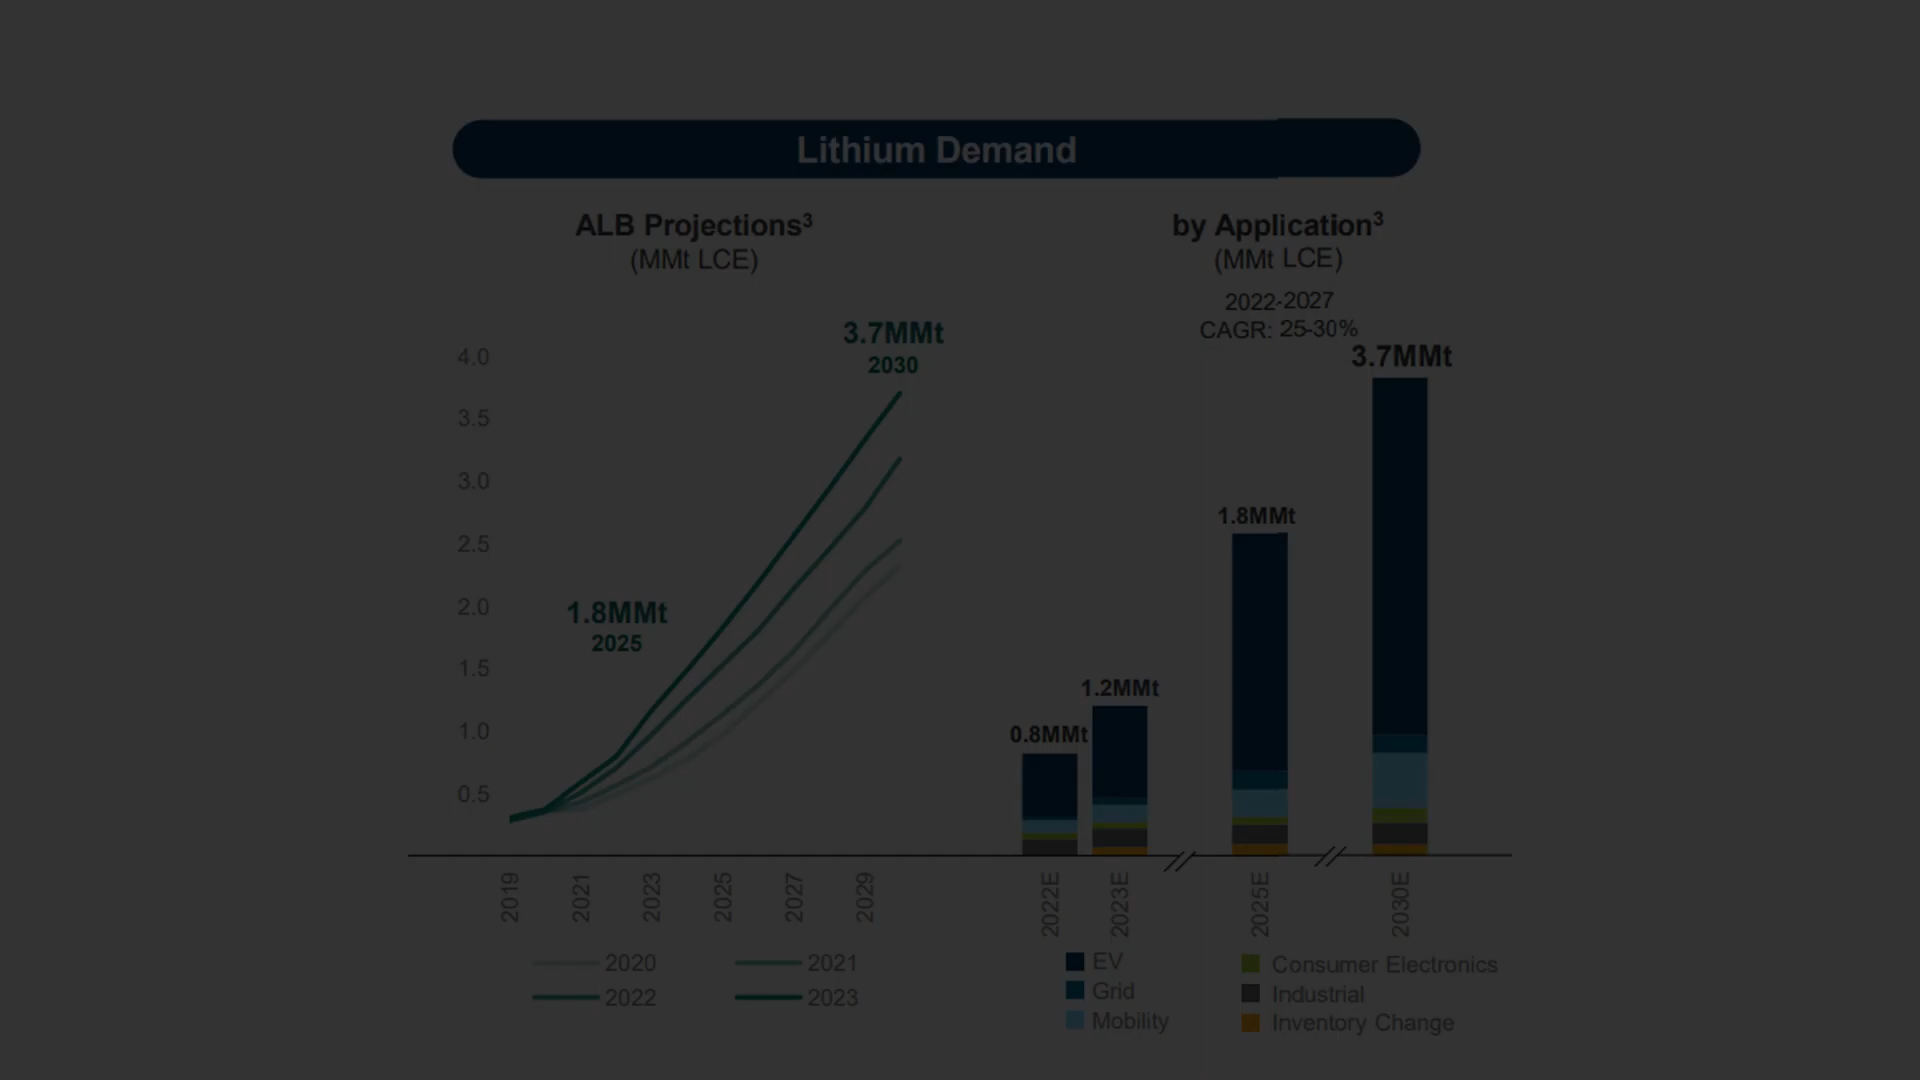 Lithium Demand
ALB Projections³
(MMt LCE)
3.7MMt
2030
4.0
3.5
3.0
2.5
2.0
1.5
1.0
0.5
1.8MMt
2025
2019
2021
2023
2025
2027
2029
2020
2021
2022
2023
by Application³
(MMt LCE)
2022-2027
CAGR: 25-30%
3.7MMt
1.8MMt
1.2MMt
0.8MMt
2022E
2023E
2025E
2030E
EV
Grid
Mobility
Consumer Electronics
Industrial
Inventory Change